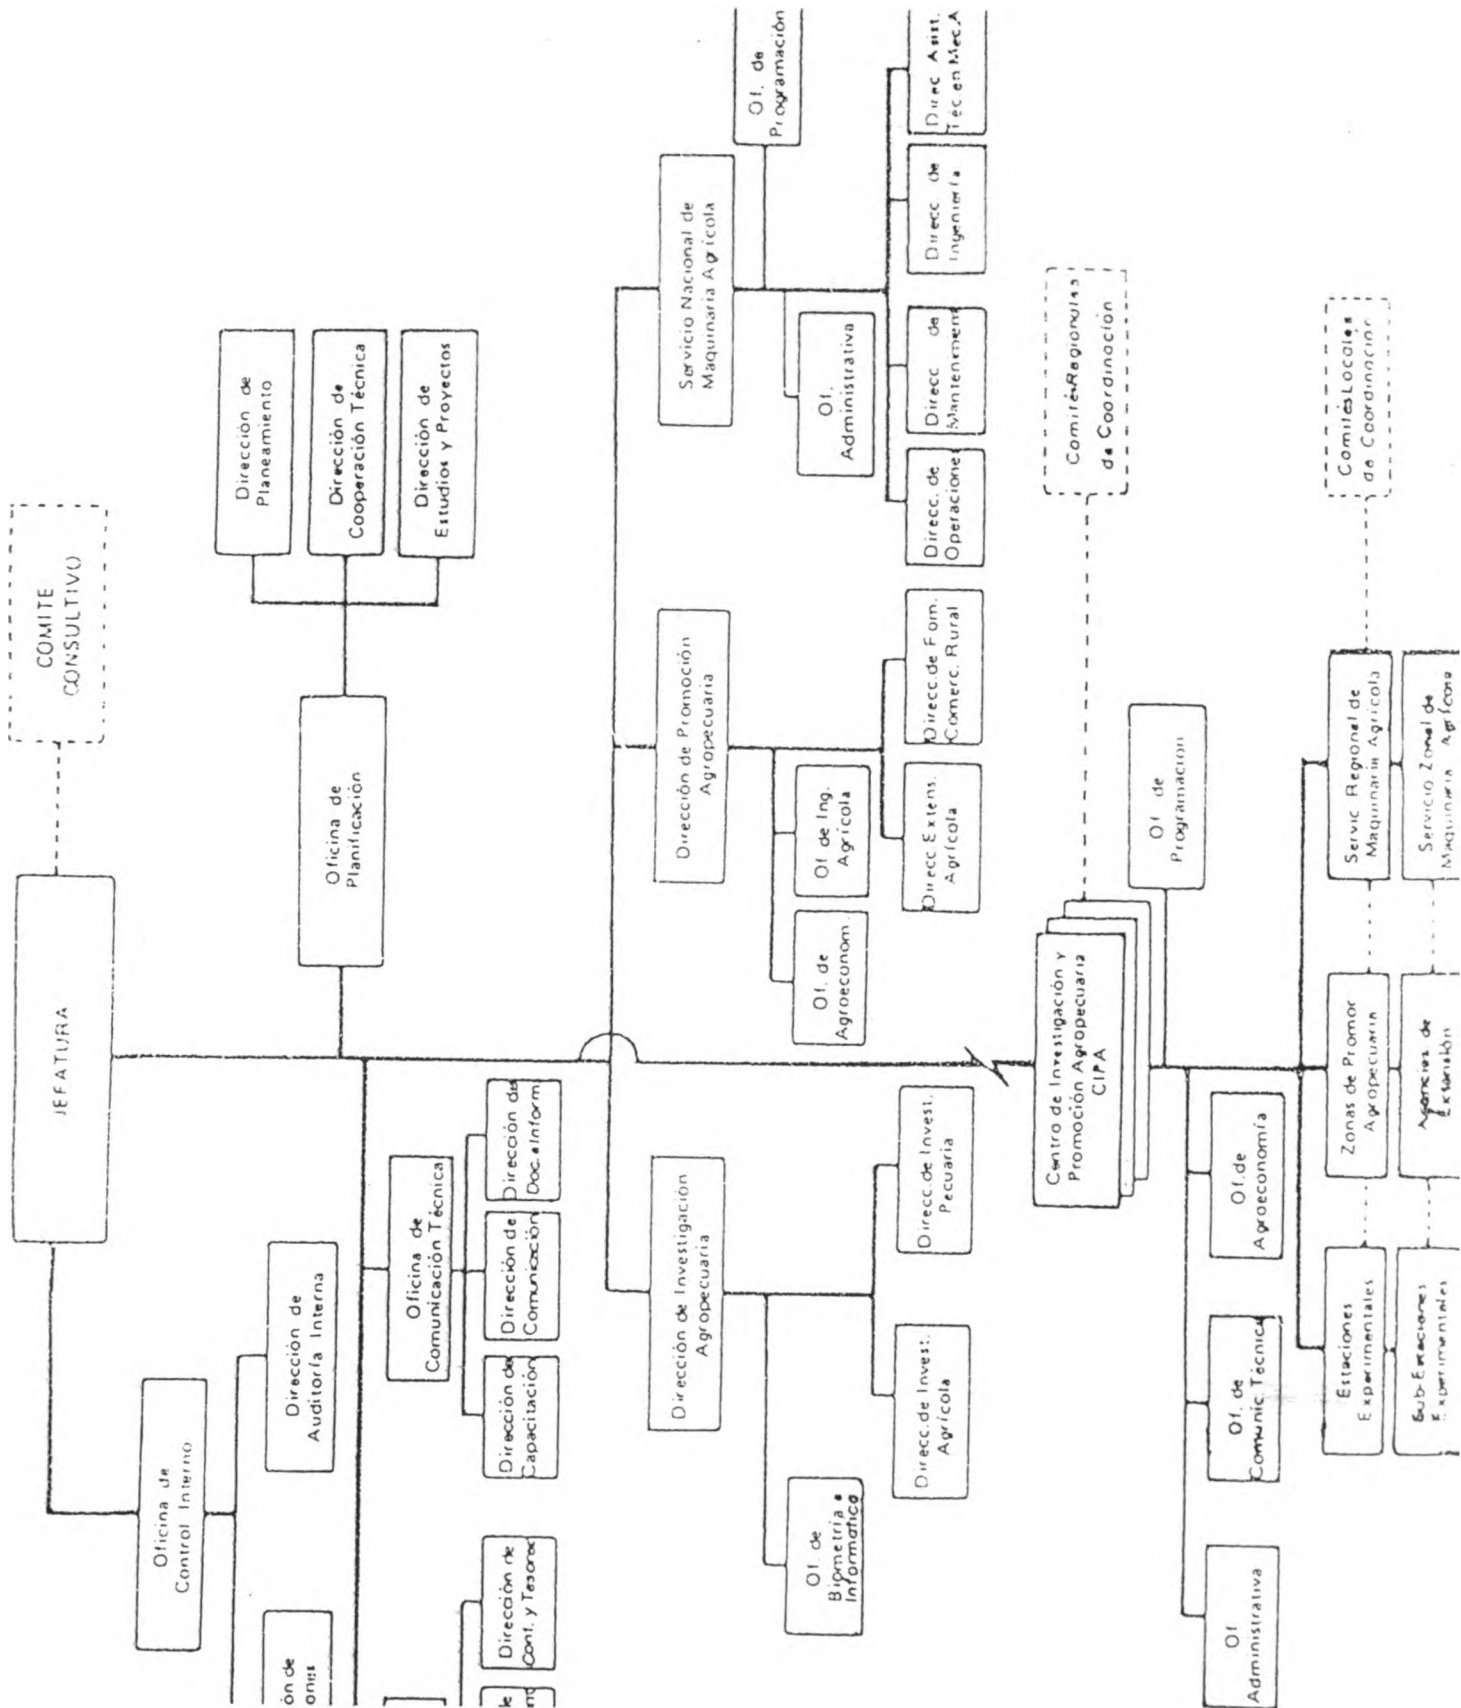 COMITE
CONSULTIVO
JEFATURA
Dirección de
Planeamiento
Dirección de
Cooperación Técnica
Dirección de
Estudios y Proyectos
Oficina de
Planificación
Oficina de
Control Interno
Dirección de
Auditoría Interna
ón de
ones
Oficina de
Comunicación Técnica
Dirección de
Cont. y Tesorer
Dirección de
Capacitación
Dirección de
Comunicación
Dirección de
Doc. e Inform
Dirección de Investigación
Agropecuaria
Dirección de Promoción
Agropecuaria
Servicio Nacional de
Maquinaria Agrícola
Of. de
Programación
Of. de
Biometría e
Informática
Of. de
Agroeconom.
Of. de Ing.
Agrícola
Of.
Administrativa
Direcc. de Invest.
Agrícola
Direcc. de Invest.
Pecuaria
Direcc. Extens.
Agrícola
Direcc. de Fom.
Comerc. Rural
Direcc. de
Operaciones
Direcc de
Mantenimient
Direcc de
Ingeniería
Direc Asist.
Téc en Mec. A
Centro de Investigación y
Promoción Agropecuaria
CIPA
Comités Regionales
de Coordinación
Of de
Programación
Of
Administrativa
Of. de
Comunic. Técnica
Of. de
Agroeconomía
Estaciones
Experimentales
Zonas de Promoc
Agropecuaria
Servic Regional de
Maquinaria Agrícola
Comités Locales
de Coordinación
Sub-Estaciones
Experimentales
Agencias de
Extensión
Servicio Zonal de
Maquinaria Agrícola